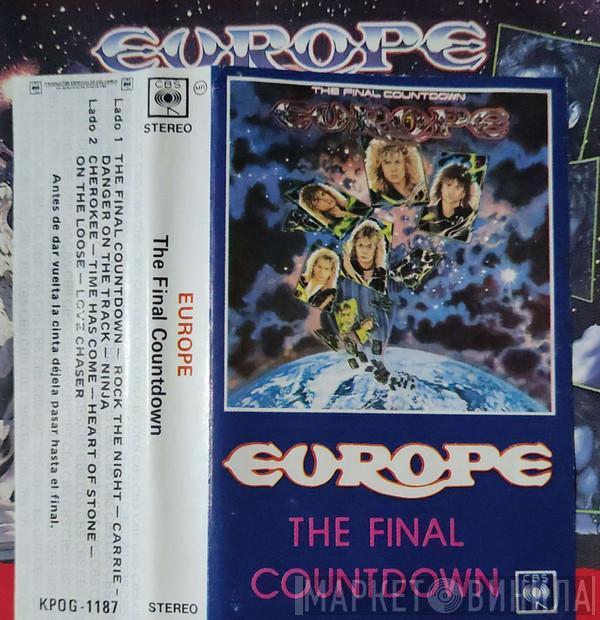 EUROPE
PRODUCTOR FONOGRAFICO COLUMBIA
CBS
STEREO
Lado 1 THE FINAL COUNTDOWN — ROCK THE NIGHT — CARRIE —
DANGER ON THE TRACK — NINJA
Lado 2 CHEROKEE — TIME HAS COME — HEART OF STONE —
ON THE LOOSE — LOVE CHASER
Antes de dar vuelta la cinta déjela pasar hasta el final.
KPOG-1187
EUROPE
The Final Countdown
STEREO
THE FINAL COUNTDOWN
EUROPE
EUROPE
THE FINAL
COUNTDOWN
CBS
МАРКЕТ ВИНИЛА